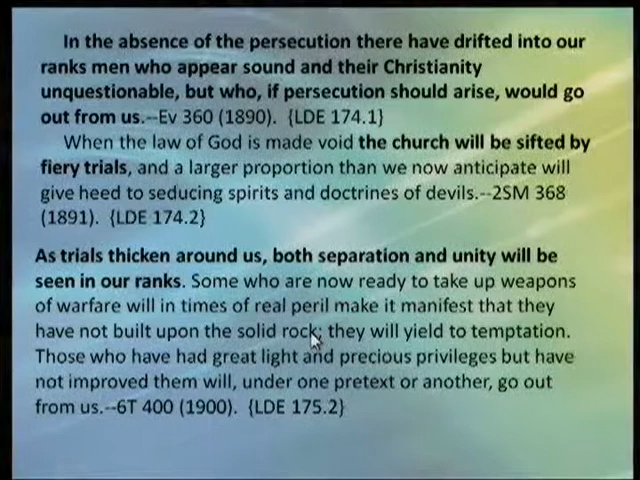 In the absence of the persecution there have drifted into our
ranks men who appear sound and their Christianity
unquestionable, but who, if persecution should arise, would go
out from us.--Ev 360 (1890).  {LDE 174.1}
When the law of God is made void the church will be sifted by
fiery trials, and a larger proportion than we now anticipate will
give heed to seducing spirits and doctrines of devils.--2SM 368
(1891).  {LDE 174.2}
As trials thicken around us, both separation and unity will be
seen in our ranks. Some who are now ready to take up weapons
of warfare will in times of real peril make it manifest that they
have not built upon the solid rock; they will yield to temptation.
Those who have had great light and precious privileges but have
not improved them will, under one pretext or another, go out
from us.--6T 400 (1900).  {LDE 175.2}